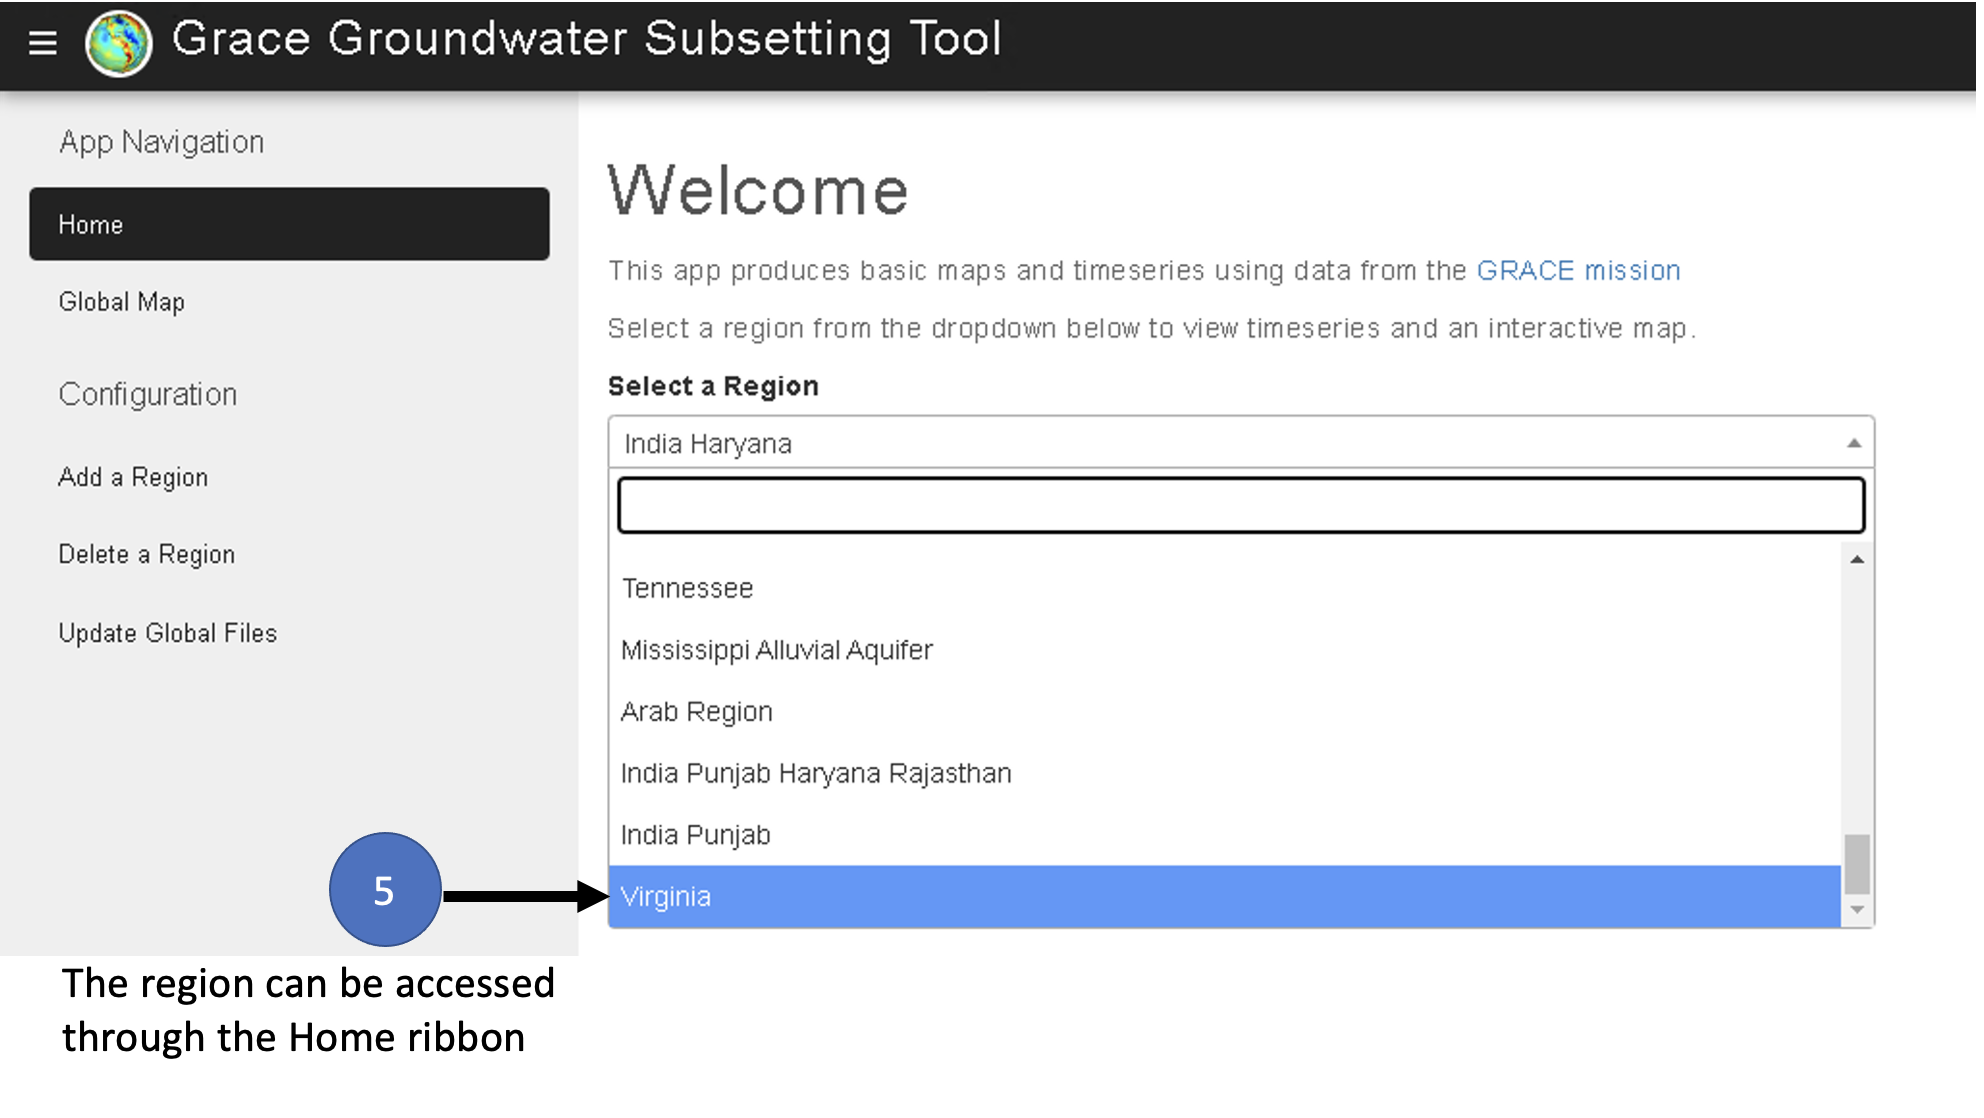 Grace Groundwater Subsetting Tool
App Navigation
Home
Global Map
Configuration
Add a Region
Delete a Region
Update Global Files
Welcome
This app produces basic maps and timeseries using data from the GRACE mission
Select a region from the dropdown below to view timeseries and an interactive map.
Select a Region
India Haryana
Tennessee
Mississippi Alluvial Aquifer
Arab Region
India Punjab Haryana Rajasthan
India Punjab
Virginia
5
The region can be accessed
through the Home ribbon